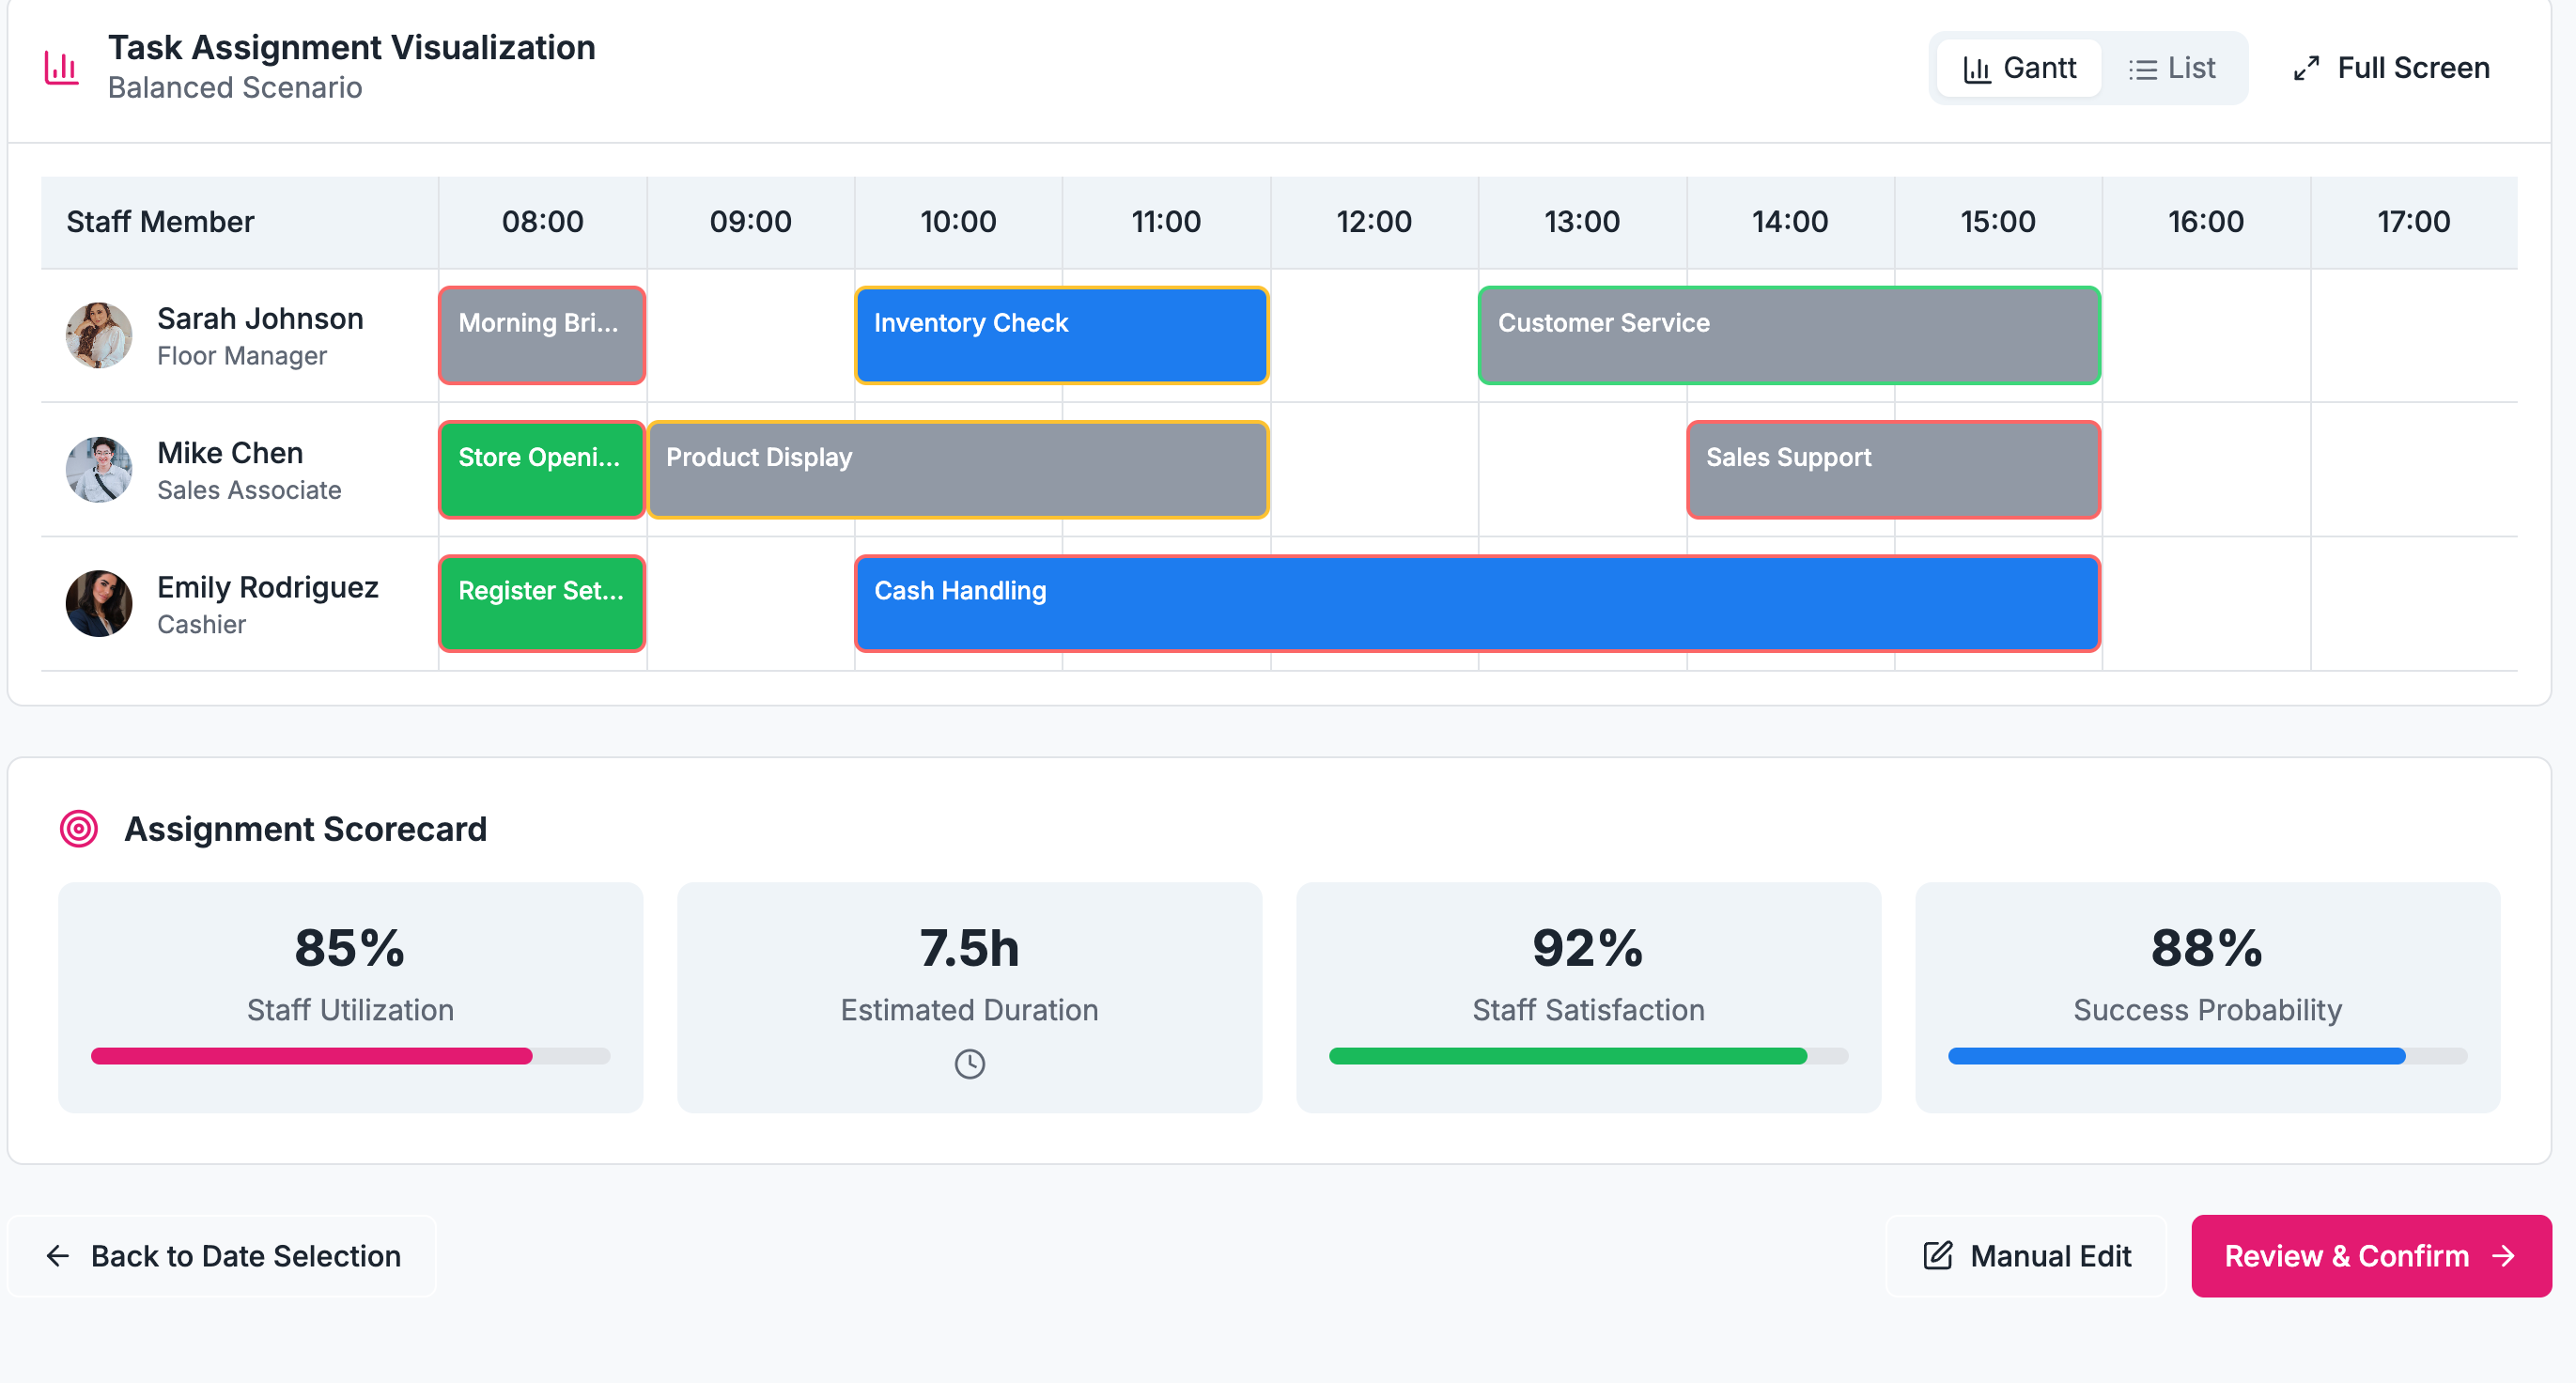 Task Assignment Visualization
Balanced Scenario
Gantt
List
Full Screen
Staff Member 08:00 09:00 10:00 11:00 12:00 13:00 14:00 15:00 16:00 17:00
Sarah Johnson
Floor Manager
Morning Bri...
Inventory Check
Customer Service
Mike Chen
Sales Associate
Store Openi...
Product Display
Sales Support
Emily Rodriguez
Cashier
Register Set...
Cash Handling
Assignment Scorecard
85%
Staff Utilization
7.5h
Estimated Duration
92%
Staff Satisfaction
88%
Success Probability
Back to Date Selection
Manual Edit
Review & Confirm